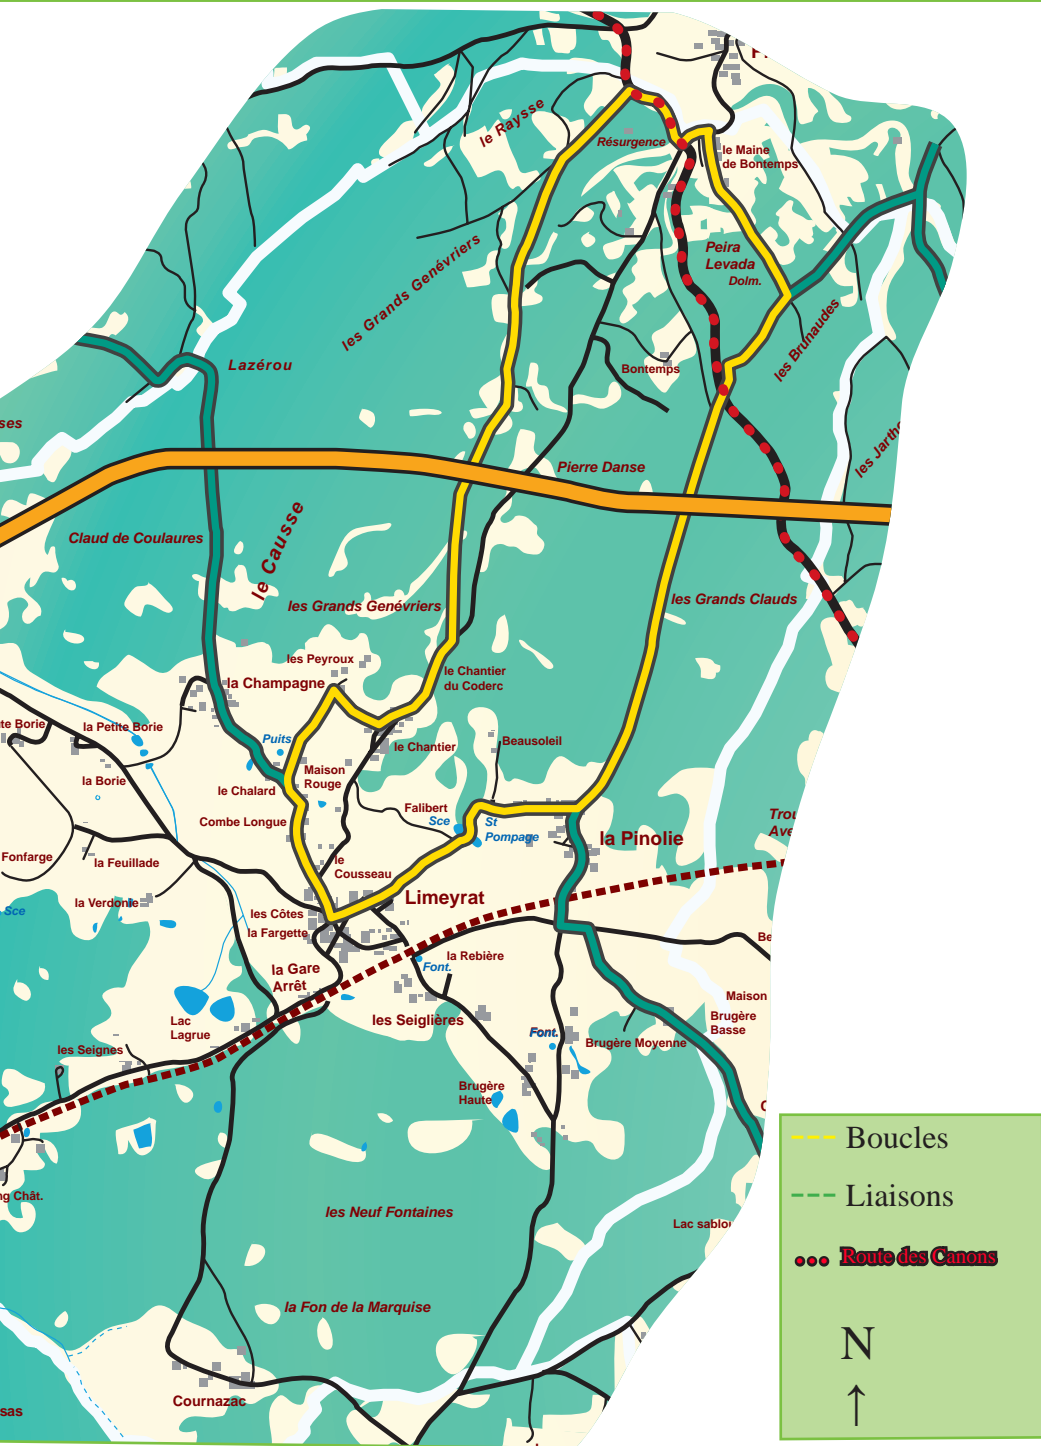 le Raysse
Résurgence
le Maine
de Bontemps
Peira
Levada
Dolm.
les Grands Genévriers
les Brunaudes
Lazérou
Bontemps
Pierre Danse
Claud de Coulaures
le Causse
les Grands Genévriers
les Grands Clauds
les Peyroux
la Champagne
le Chantier
du Coderc
la Petite Borie
Puits
le Chantier
Beausoleil
la Borie
Maison
Rouge
le Chalard
Combe Longue
Falibert
Sce
St
Pompage
la Pinolie
Fonfarge
la Feuillade
le
Cousseau
la Verdonie
Limeyrat
Sce
les Côtes
la Fargette
la Gare
Arrêt
la Rebière
Font.
Lac
Lagrue
les Seiglières
Maison
Brugère
Basse
Font.
Brugère Moyenne
les Seignes
Brugère
Haute
Boucles
Liaisons
Route des Canons
N
les Neuf Fontaines
la Fon de la Marquise
Cournazac